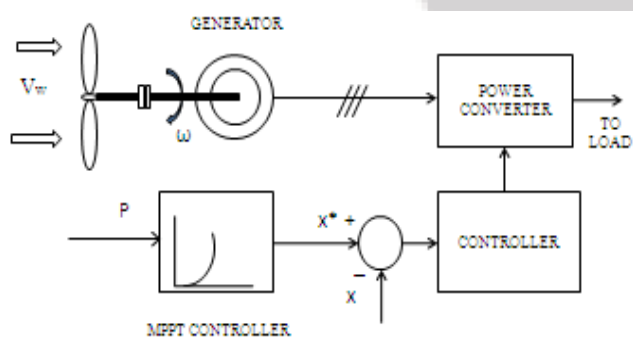 GENERATOR
Vw
ω
POWER
CONVERTER
TO
LOAD
P
X* +
CONTROLLER
−
X
MPPT CONTROLLER